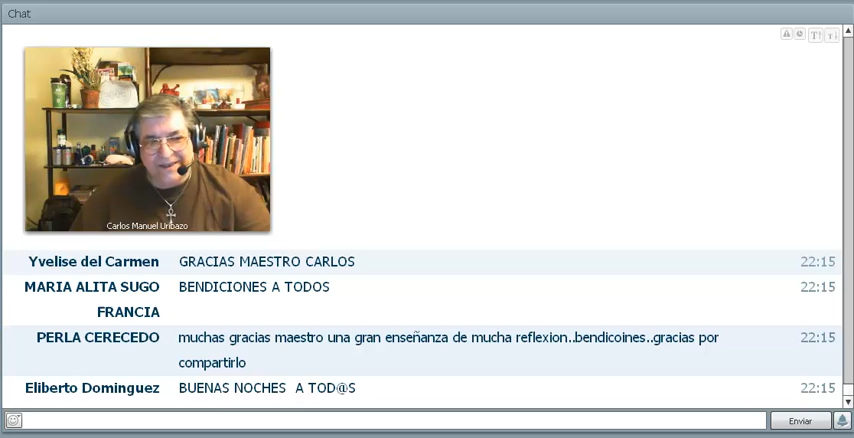 Chat
Carlos Manuel Uribazo
Yvelise del Carmen GRACIAS MAESTRO CARLOS 22:15
MARIA ALITA SUGO BENDICIONES A TODOS 22:15
FRANCIA
PERLA CERECEDO muchas gracias maestro una gran enseñanza de mucha reflexion..bendicoines..gracias por 22:15
compartirlo
Eliberto Dominguez BUENAS NOCHES A TOD@S 22:15
Enviar